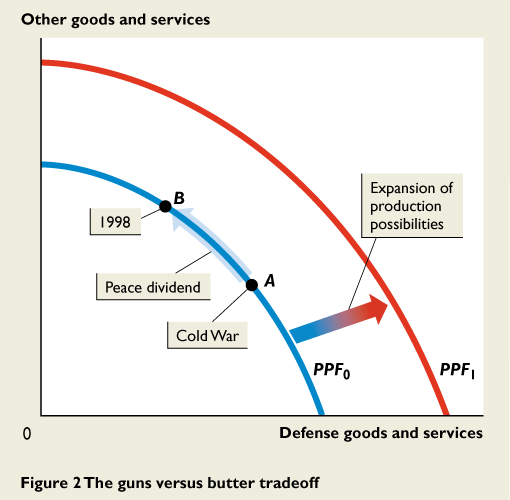 Other goods and services
B
1998
Expansion of
production
possibilities
A
Peace dividend
Cold War
PPF0
PPF1
0
Defense goods and services
Figure 2 The guns versus butter tradeoff